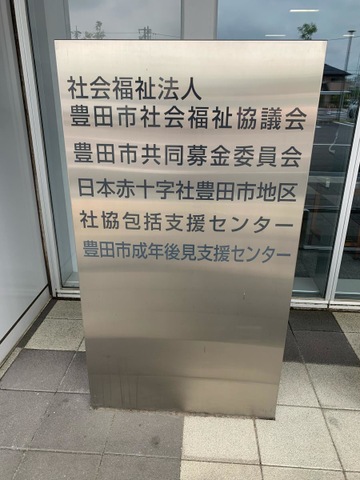 社会福祉法人
豊田市社会福祉協議会
豊田市共同募金委員会
日本赤十字社豊田市地区
社協包括支援センター
豊田市成年後見支援センター